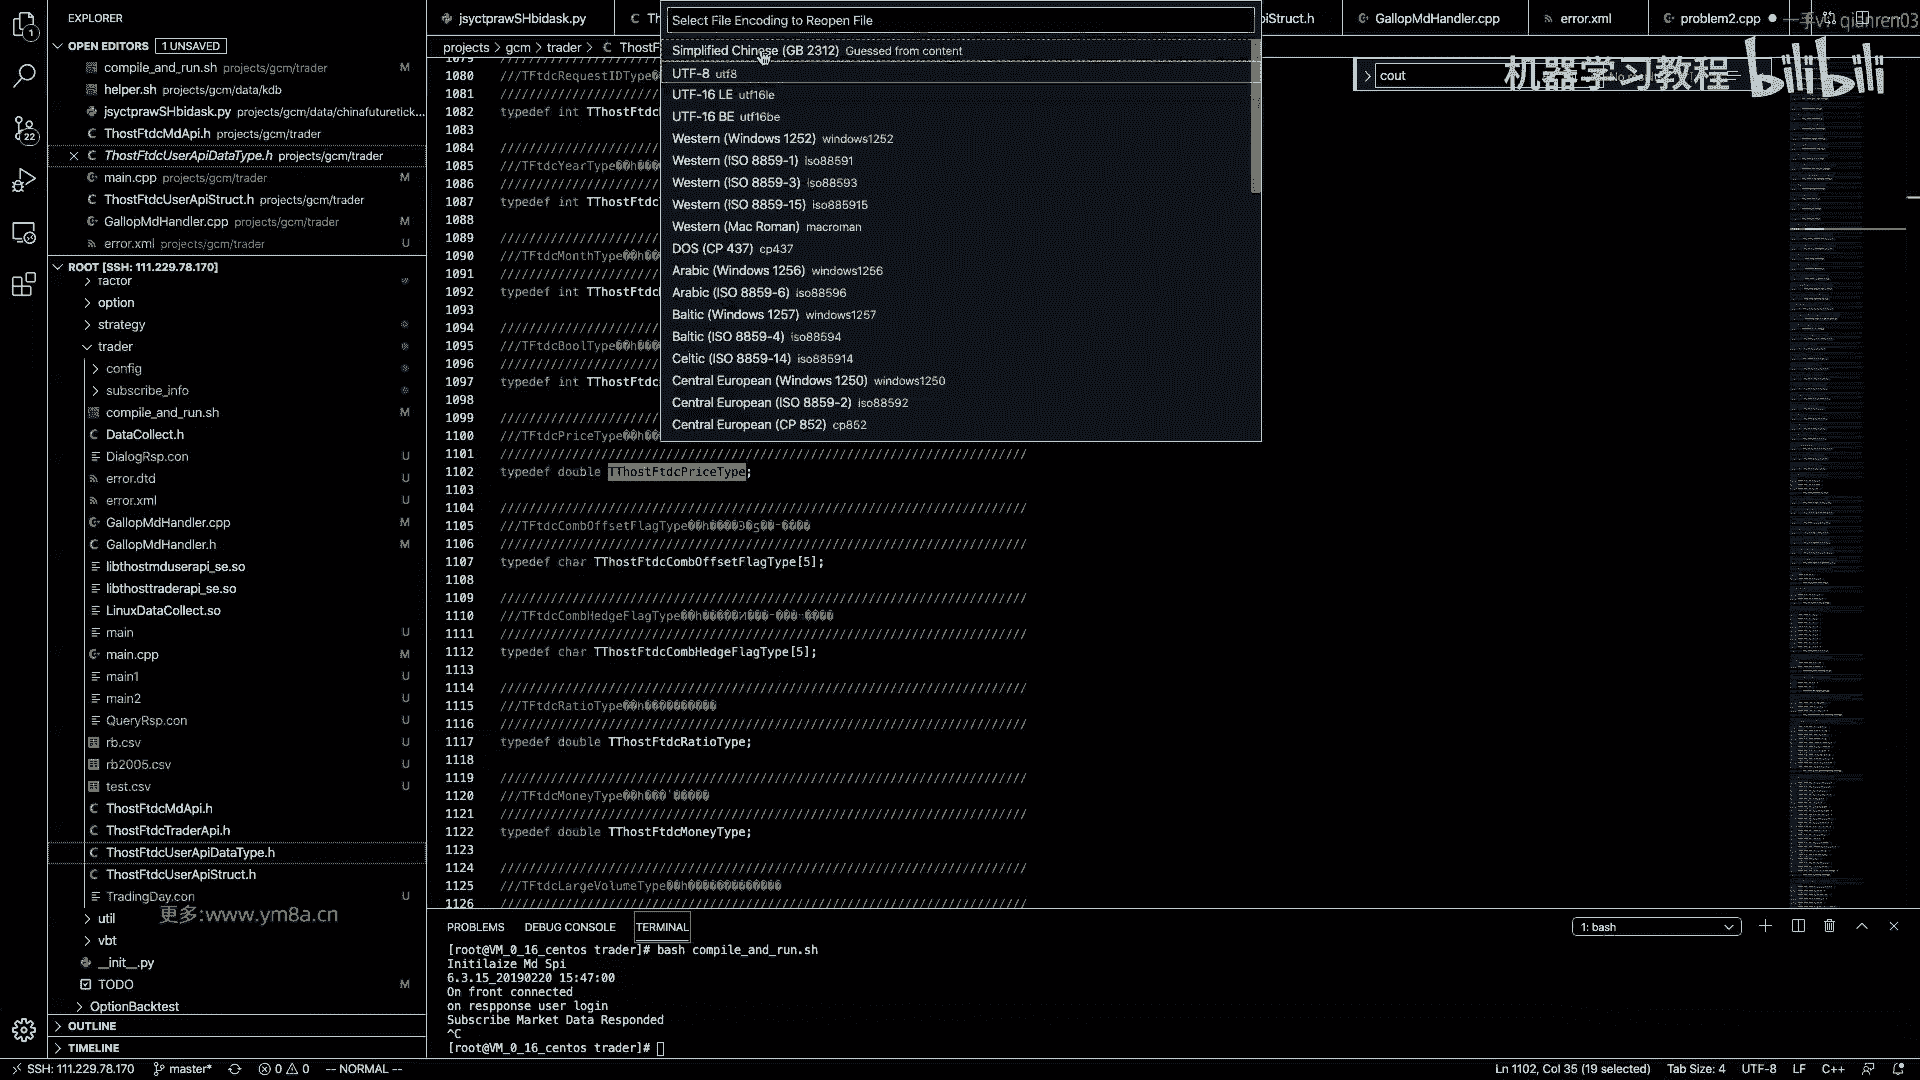 EXPLORER
OPEN EDITORS 1 UNSAVED
compile_and_run.sh projects/gcm/trader M
helper.sh projects/gcm/data/kdb
jsyctprawSHbidask.py projects/gcm/data/chinafuturetick...
ThostFtdcMdApi.h projects/gcm/trader
ThostFtdcUserApiDataType.h projects/gcm/trader
main.cpp projects/gcm/trader M
ThostFtdcUserApiStruct.h projects/gcm/trader
GallopMdHandler.cpp projects/gcm/trader M
error.xml projects/gcm/trader U
ROOT [SSH: 111.229.78.170]
factor
option
strategy
trader
config
subscribe_info
compile_and_run.sh M
DataCollect.h
DialogRsp.con U
error.dtd U
error.xml U
GallopMdHandler.cpp M
GallopMdHandler.h M
libthostmduserapi_se.so
libthosttraderapi_se.so
LinuxDataCollect.so
main U
main.cpp M
main1 U
main2 U
QueryRsp.con U
rb.csv U
rb2005.csv U
test.csv U
ThostFtdcMdApi.h
ThostFtdcTraderApi.h
ThostFtdcUserApiDataType.h
ThostFtdcUserApiStruct.h
TradingDay.con U
更多:www.ym8a.cn
util
vbt
__init__.py
TODO M
OptionBacktest
OUTLINE
TIMELINE
jsyctprawSHbidask.py
GallopMdHandler.cpp
error.xml
problem2.cpp
projects > gcm > trader >
Select File Encoding to Reopen File
Simplified Chinese (GB 2312) Guessed from content
UTF-8 utf8
UTF-16 LE utf16le
UTF-16 BE utf16be
Western (Windows 1252) windows1252
Western (ISO 8859-1) iso88591
Western (ISO 8859-3) iso88593
Western (ISO 8859-15) iso885915
Western (Mac Roman) macroman
DOS (CP 437) cp437
Arabic (Windows 1256) windows1256
Arabic (ISO 8859-6) iso88596
Baltic (Windows 1257) windows1257
Baltic (ISO 8859-4) iso88594
Celtic (ISO 8859-14) iso885914
Central European (Windows 1250) windows1250
Central European (ISO 8859-2) iso88592
Central European (CP 852) cp852
cout
机器学习教程 bilibili
1080 ///TFtdcRequestIDType
1081
1082 typedef int
1083
1084
1085 ///TFtdcYearType
1086
1087 typedef int
1088
1089
1090 ///TFtdcMonthType
1091
1092 typedef int
1093
1094
1095 ///TFtdcBoolType
1096
1097 typedef int
1098
1099
1100 ///TFtdcPriceType
1101
1102 typedef double TThostFtdcPriceType;
1103
1104
1105 ///TFtdcCombOffsetFlagType
1106
1107 typedef char TThostFtdcCombOffsetFlagType[5];
1108
1109
1110 ///TFtdcCombHedgeFlagType
1111
1112 typedef char TThostFtdcCombHedgeFlagType[5];
1113
1114
1115 ///TFtdcRatioType
1116
1117 typedef double TThostFtdcRatioType;
1118
1119
1120 ///TFtdcMoneyType
1121
1122 typedef double TThostFtdcMoneyType;
1123
1124
1125 ///TFtdcLargeVolumeType
1126
PROBLEMS DEBUG CONSOLE TERMINAL 1: bash
[root@VM_0_16_centos trader]# bash compile_and_run.sh
Initilaize Md Spi
6.3.15_20190220 15:47:00
On front connected
on respponse user login
Subscribe Market Data Responded
^C
[root@VM_0_16_centos trader]#
SSH: 111.229.78.170 master* 0 0 -- NORMAL -- Ln 1102, Col 35 (19 selected) Tab Size: 4 UTF-8 LF C++